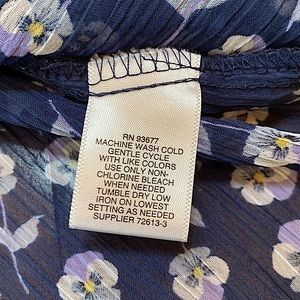 RN 93677
MACHINE WASH COLD
GENTLE CYCLE
WITH LIKE COLORS
USE ONLY NON-
CHLORINE BLEACH
WHEN NEEDED
TUMBLE DRY LOW
IRON ON LOWEST
SETTING AS NEEDED
SUPPLIER 72613-3